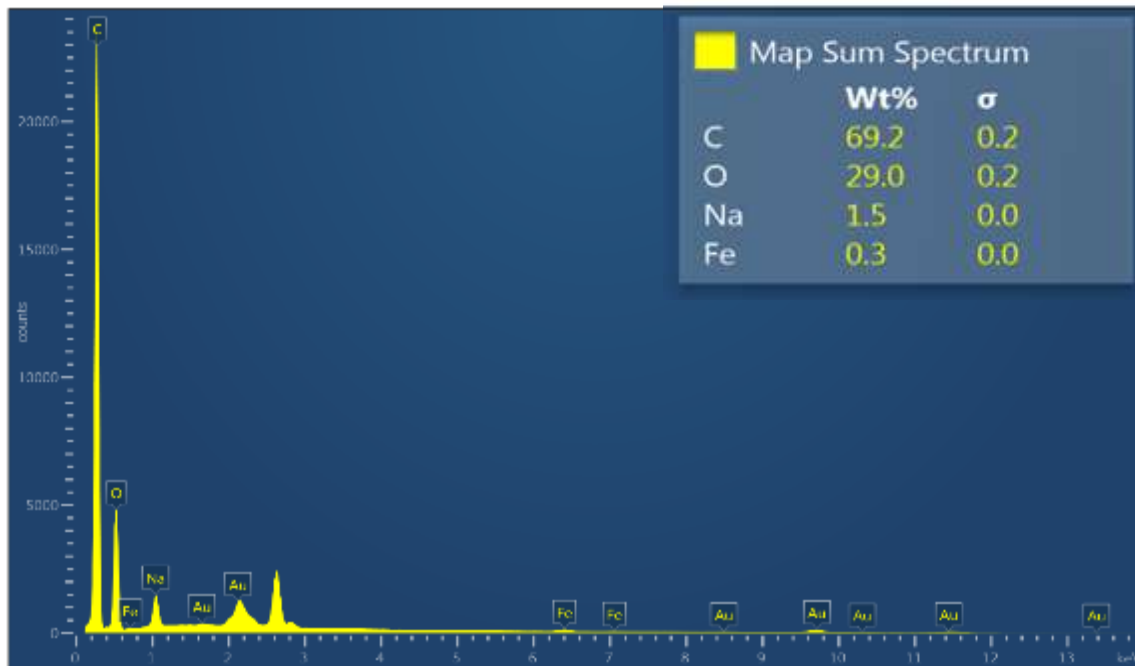 Map Sum Spectrum
Wt% σ
C 69.2 0.2
O 29.0 0.2
Na 1.5 0.0
Fe 0.3 0.0
C
20000
15000
counts
10000
5000
O
Fe Na Au Au Fe Fe Au Au Au Au Au
0
0 1 2 3 4 5 6 7 8 9 10 11 12 13